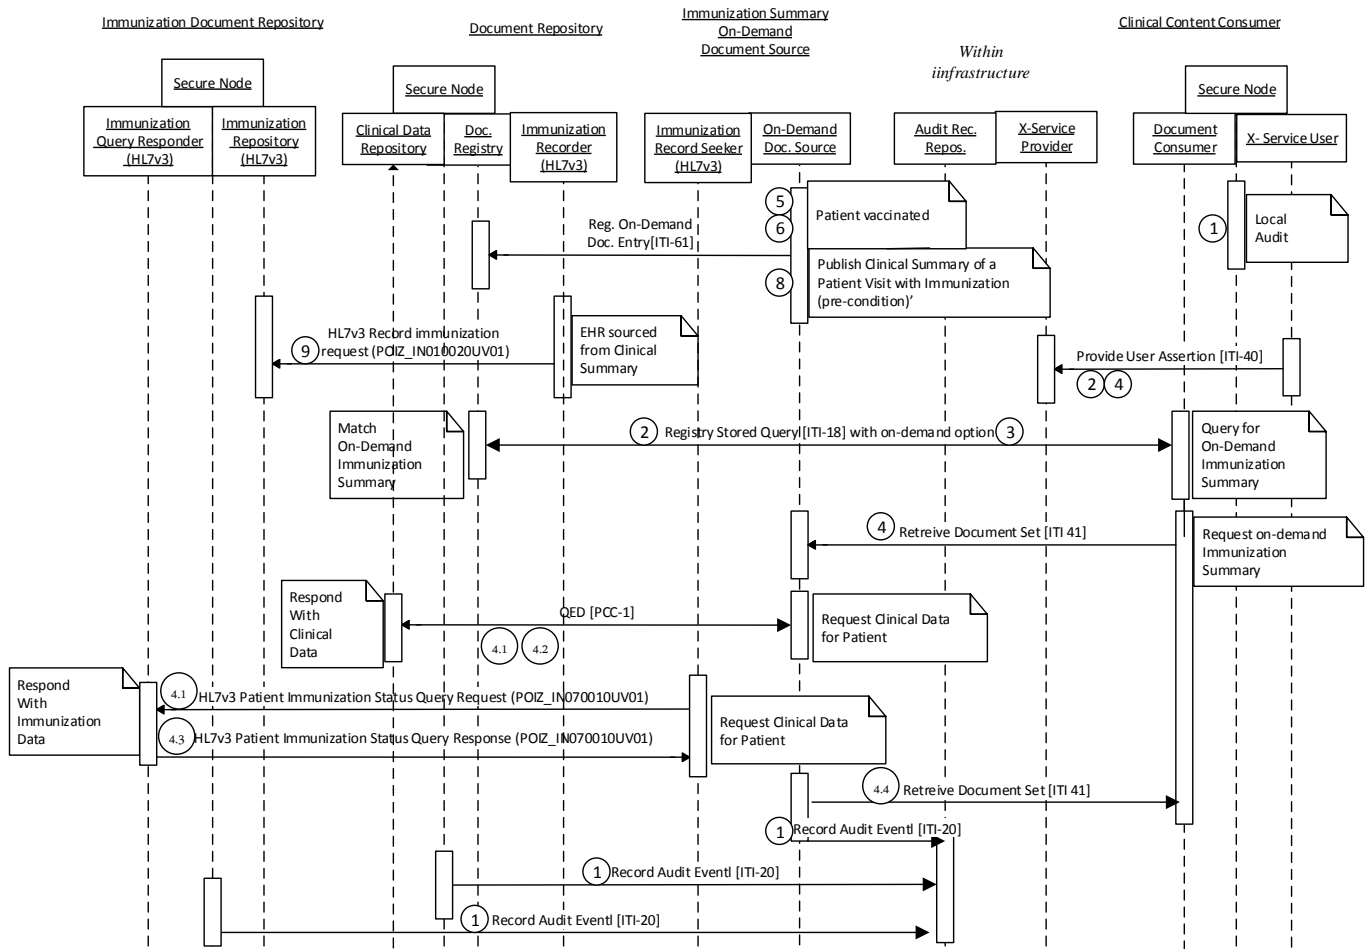 Immunization Document Repository
Document Repository
Immunization Summary
On-Demand
Document Source
Clinical Content Consumer
Within
iinfrastructure
Secure Node
Secure Node
Secure Node
Immunization
Query Responder
(HL7v3)
Immunization
Repository
(HL7v3)
Clinical Data
Repository
Doc.
Registry
Immunization
Recorder
(HL7v3)
Immunization
Record Seeker
(HL7v3)
On-Demand
Doc. Source
Audit Rec.
Repos.
X-Service
Provider
Document
Consumer
X- Service User
5
6
Patient vaccinated
1
Local
Audit
Reg. On-Demand
Doc. Entry[ITI-61]
8
Publish Clinical Summary of a
Patient Visit with Immunization
(pre-condition)’
9
HL7v3 Record immunization
request (POIZ_IN010020UV01)
EHR sourced
from Clinical
Summary
Provide User Assertion [ITI-40]
2 4
Match
On-Demand
Immunization
Summary
2 Registry Stored Query[ITI-18] with on-demand option 3
Query for
On-Demand
Immunization
Summary
4 Retreive Document Set [ITI 41]
Request on-demand
Immunization
Summary
Respond
With
Clinical
Data
QED [PCC-1]
4.1 4.2
Request Clinical Data
for Patient
Respond
With
Immunization
Data
4.1 HL7v3 Patient Immunization Status Query Request (POIZ_IN070010UV01)
4.3 HL7v3 Patient Immunization Status Query Response (POIZ_IN070010UV01)
Request Clinical Data
for Patient
4.4 Retreive Document Set [ITI 41]
1 Record Audit Eventl [ITI-20]
1 Record Audit Eventl [ITI-20]
1 Record Audit Eventl [ITI-20]